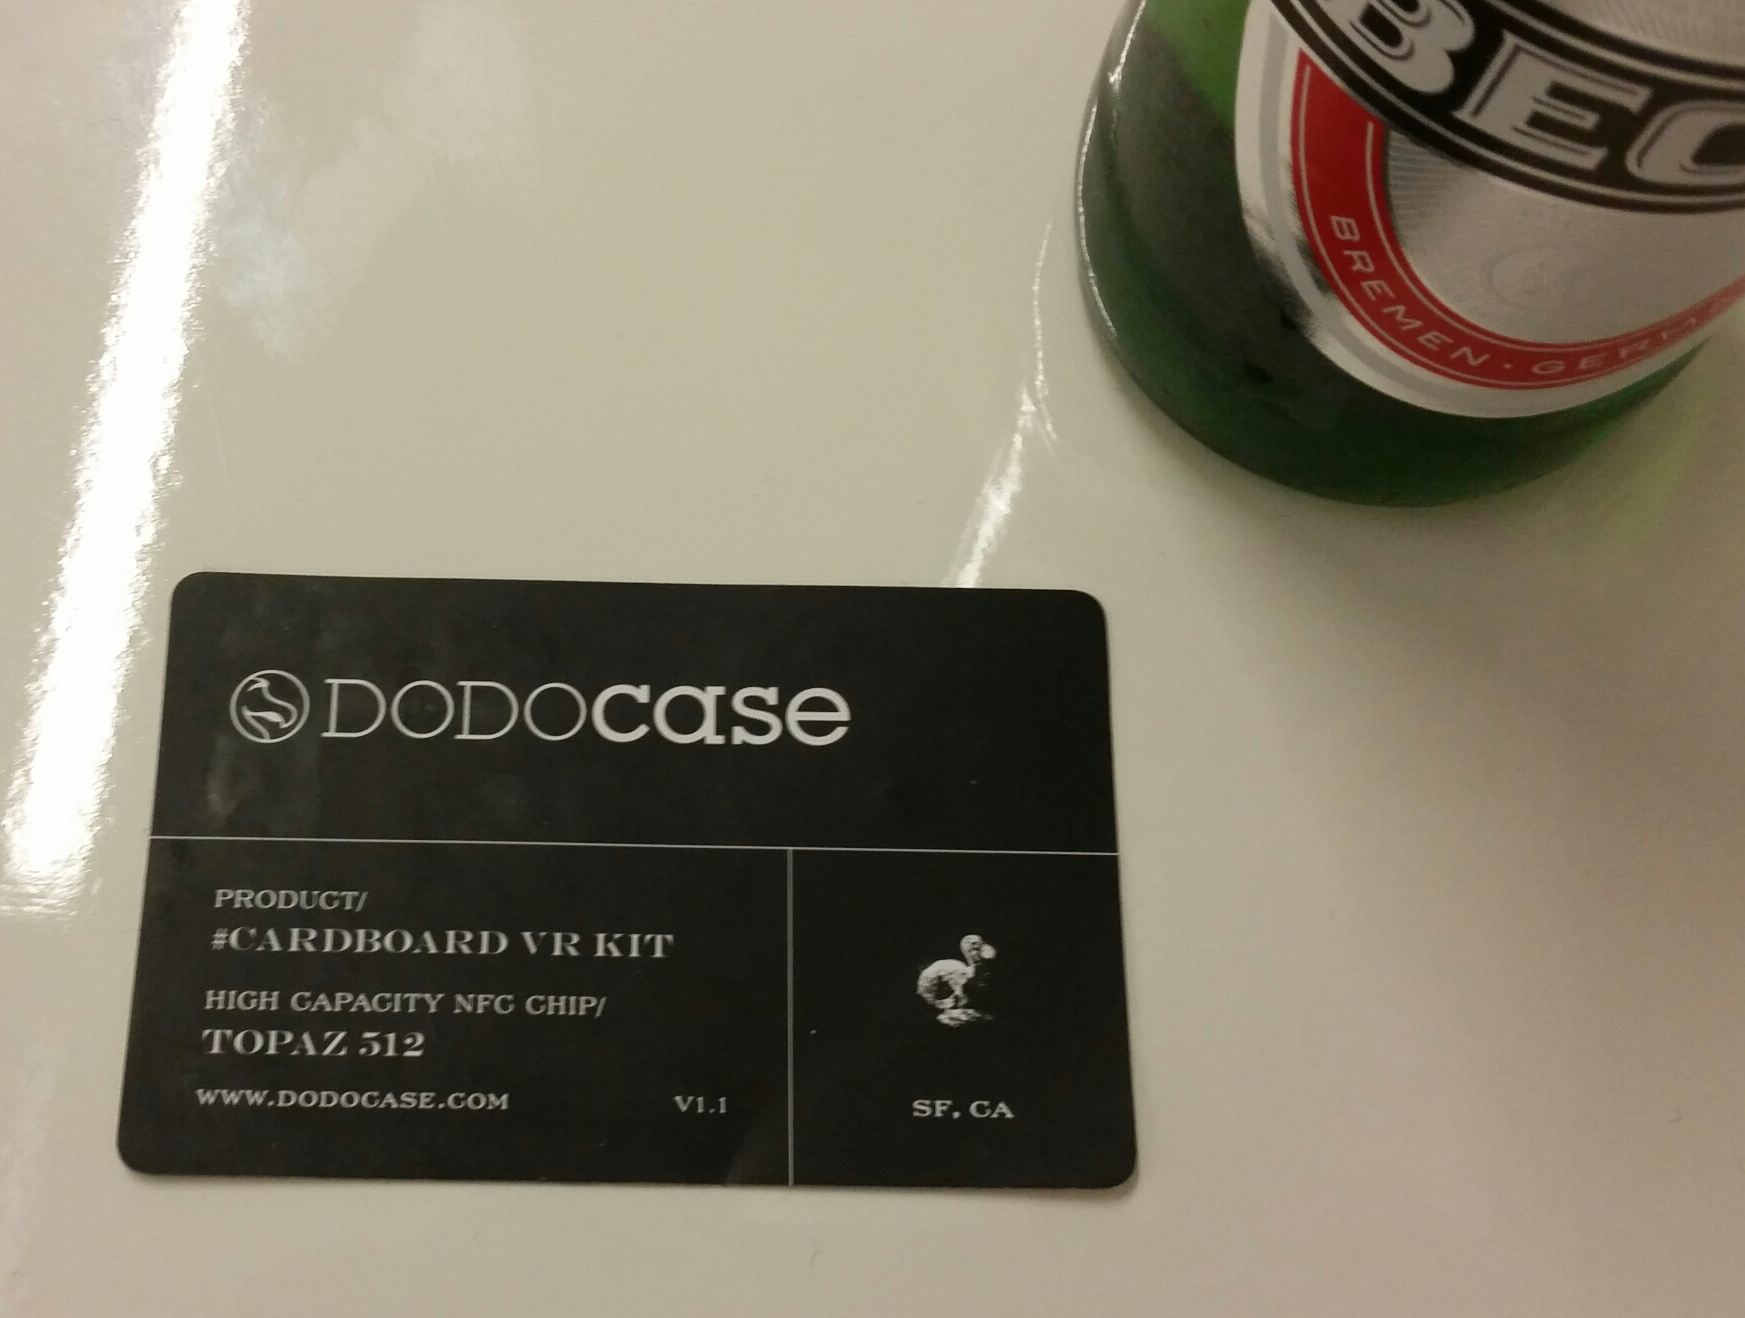 BEC
BREMEN · GERMA
DODOcase
PRODUCT/
#CARDBOARD VR KIT
HIGH CAPACITY NFC CHIP/
TOPAZ 512
WWW.DODOCASE.COM
V1.1
SF, CA